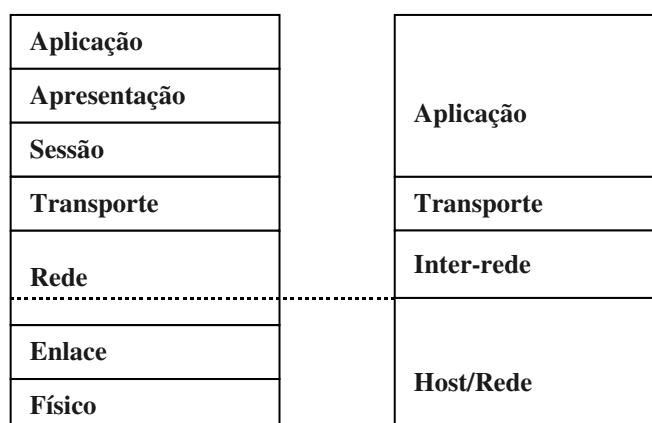 Aplicação
Apresentação
Sessão
Transporte
Rede
Enlace
Físico
Aplicação
Transporte
Inter-rede
Host/Rede